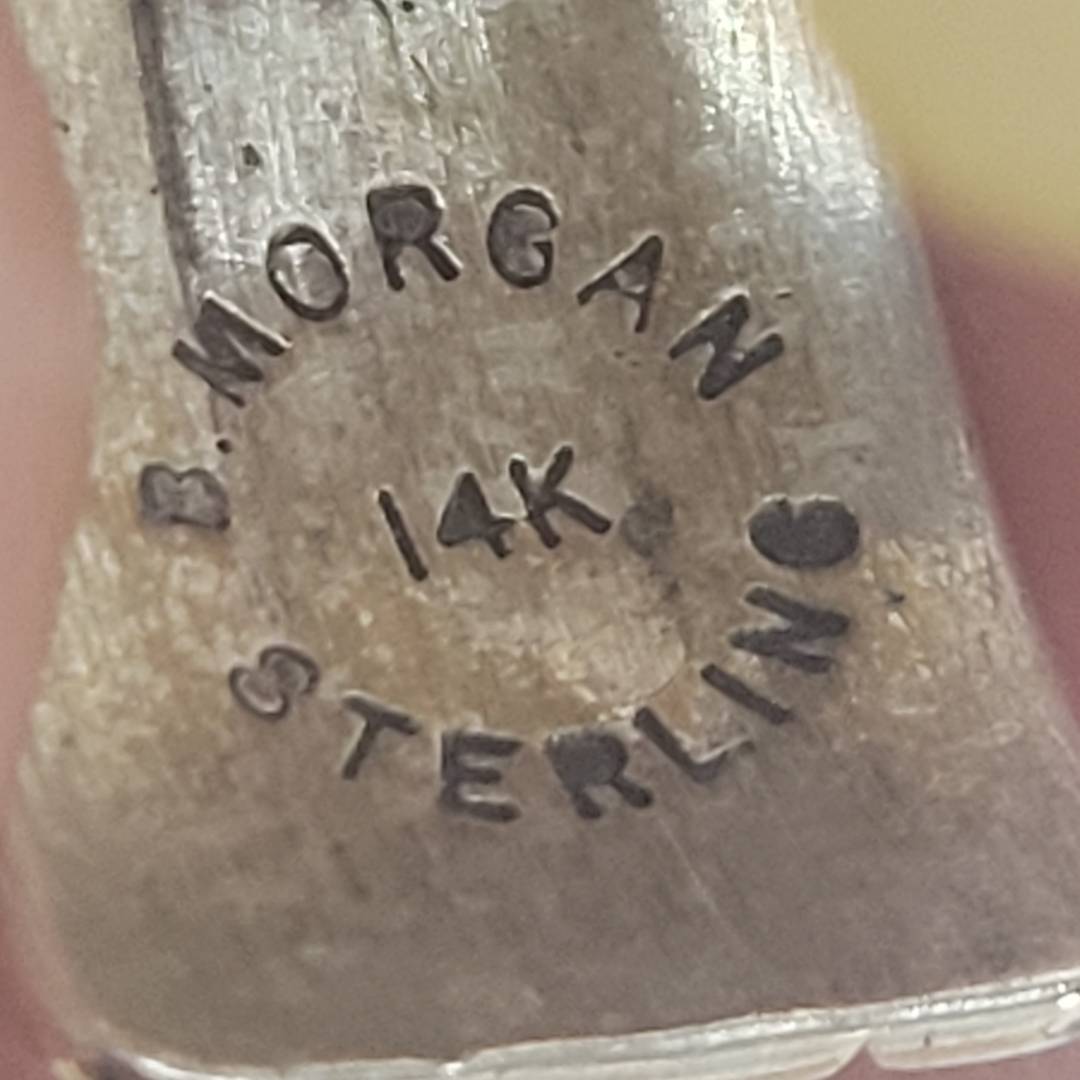 B. MORGAN
14K
STERLING